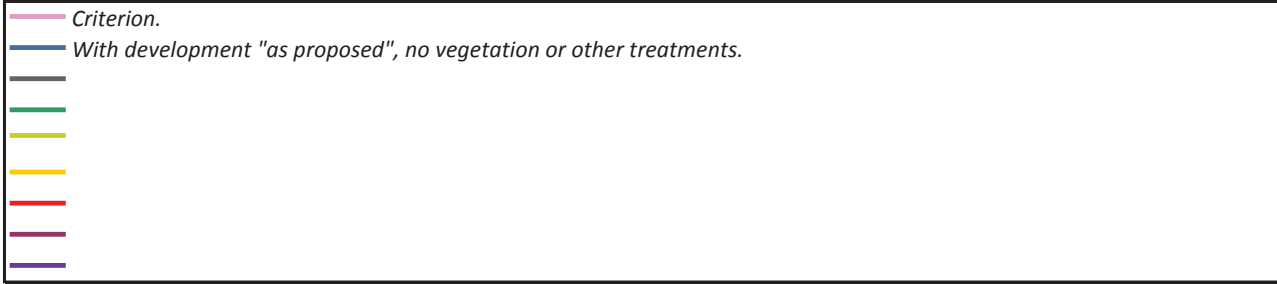 Criterion.
With development "as proposed", no vegetation or other treatments.